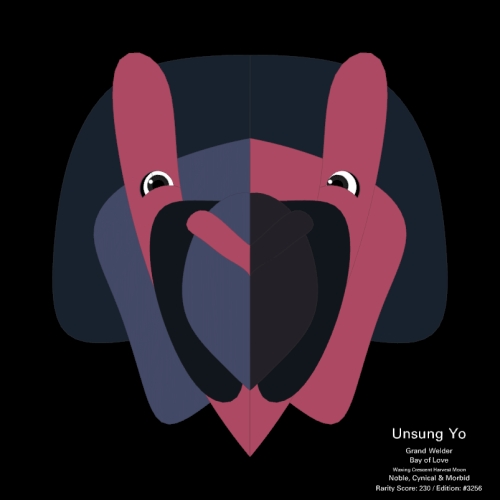 Unsung Yo
Grand Welder
Bay of Love
Waxing Crescent Harvest Moon
Noble, Cynical & Morbid
Rarity Score: 230 / Edition: #3256